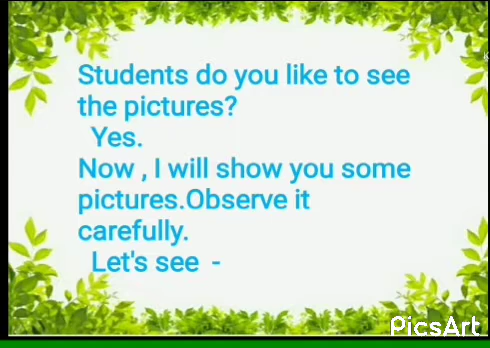 Students do you like to see
the pictures?
Yes.
Now , I will show you some
pictures.Observe it
carefully.
Let's see -
PicsArt